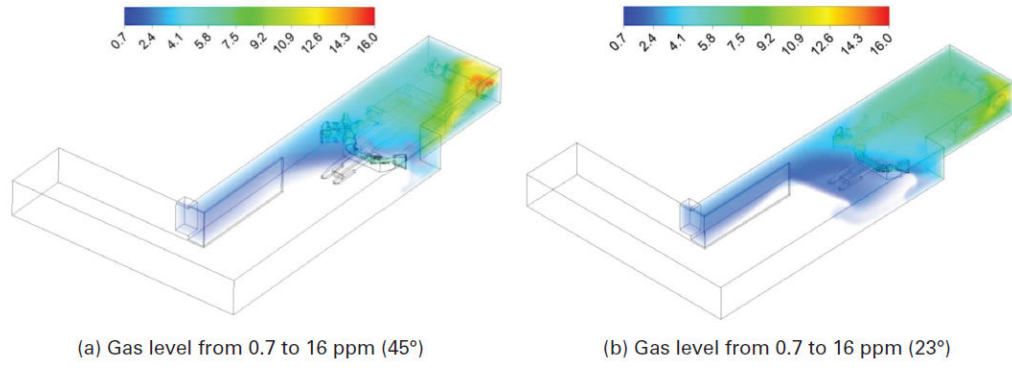 0.7 2.4 4.1 5.8 7.5 9.2 10.9 12.6 14.3 16.0
0.7 2.4 4.1 5.8 7.5 9.2 10.9 12.6 14.3 16.0
(a) Gas level from 0.7 to 16 ppm (45°)
(b) Gas level from 0.7 to 16 ppm (23°)